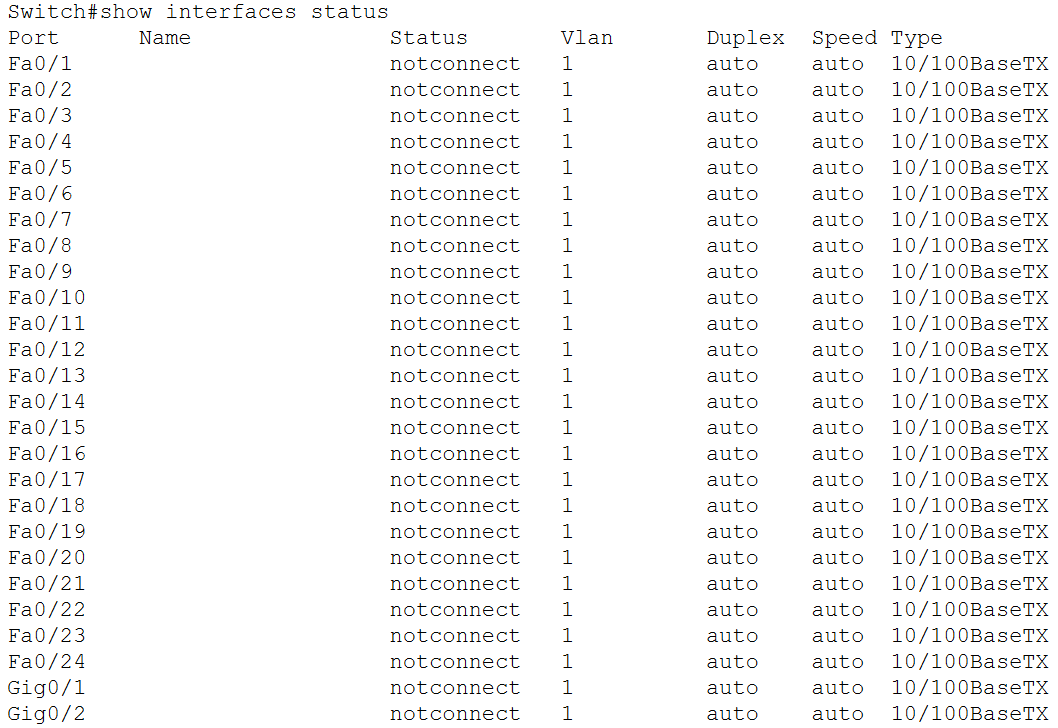 Switch#show interfaces status
Port      Name               Status       Vlan       Duplex  Speed Type
Fa0/1                        notconnect   1          auto    auto  10/100BaseTX
Fa0/2                        notconnect   1          auto    auto  10/100BaseTX
Fa0/3                        notconnect   1          auto    auto  10/100BaseTX
Fa0/4                        notconnect   1          auto    auto  10/100BaseTX
Fa0/5                        notconnect   1          auto    auto  10/100BaseTX
Fa0/6                        notconnect   1          auto    auto  10/100BaseTX
Fa0/7                        notconnect   1          auto    auto  10/100BaseTX
Fa0/8                        notconnect   1          auto    auto  10/100BaseTX
Fa0/9                        notconnect   1          auto    auto  10/100BaseTX
Fa0/10                       notconnect   1          auto    auto  10/100BaseTX
Fa0/11                       notconnect   1          auto    auto  10/100BaseTX
Fa0/12                       notconnect   1          auto    auto  10/100BaseTX
Fa0/13                       notconnect   1          auto    auto  10/100BaseTX
Fa0/14                       notconnect   1          auto    auto  10/100BaseTX
Fa0/15                       notconnect   1          auto    auto  10/100BaseTX
Fa0/16                       notconnect   1          auto    auto  10/100BaseTX
Fa0/17                       notconnect   1          auto    auto  10/100BaseTX
Fa0/18                       notconnect   1          auto    auto  10/100BaseTX
Fa0/19                       notconnect   1          auto    auto  10/100BaseTX
Fa0/20                       notconnect   1          auto    auto  10/100BaseTX
Fa0/21                       notconnect   1          auto    auto  10/100BaseTX
Fa0/22                       notconnect   1          auto    auto  10/100BaseTX
Fa0/23                       notconnect   1          auto    auto  10/100BaseTX
Fa0/24                       notconnect   1          auto    auto  10/100BaseTX
Gig0/1                       notconnect   1          auto    auto  10/100BaseTX
Gig0/2                       notconnect   1          auto    auto  10/100BaseTX